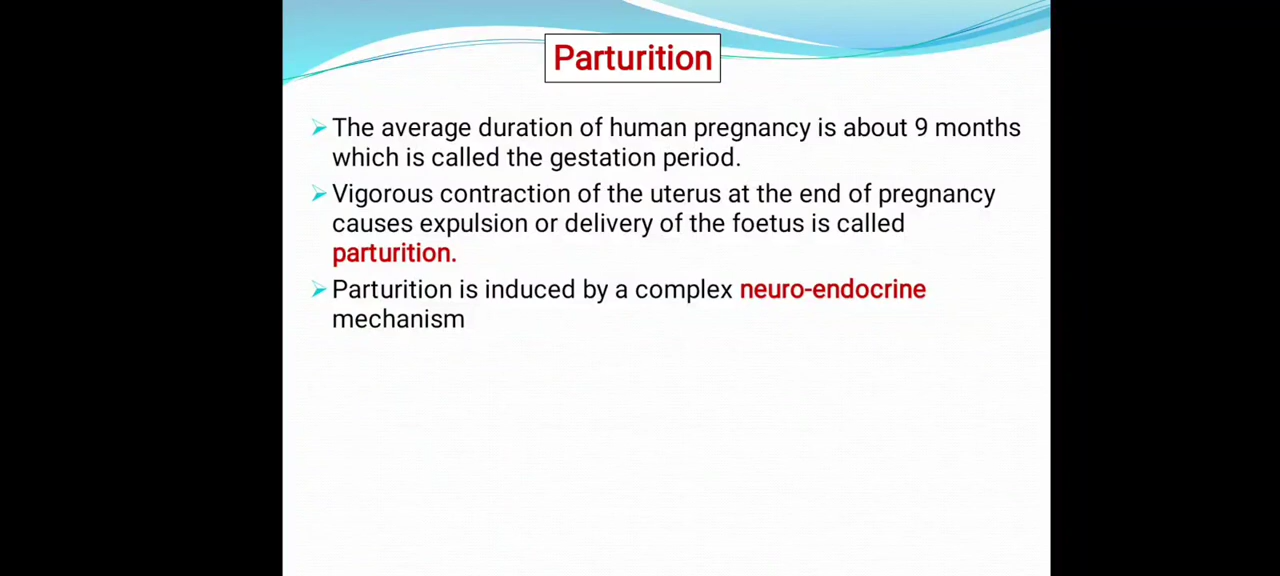 Parturition
The average duration of human pregnancy is about 9 months
which is called the gestation period.
Vigorous contraction of the uterus at the end of pregnancy
causes expulsion or delivery of the foetus is called
parturition.
Parturition is induced by a complex neuro-endocrine
mechanism